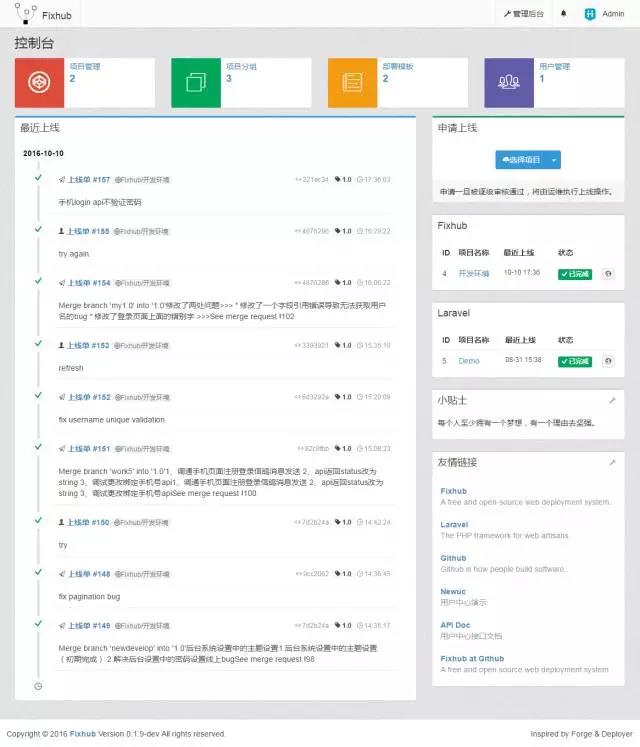 Fixhub
管理后台
Admin
控制台
项目管理
2
项目分组
3
部署模板
2
用户管理
1
最近上线
2016-10-10
上线单 #157 Fixhub/开发环境 221ec34 1.0 17:36:03
手机login api不验证密码
上线单 #155 Fixhub/开发环境 4876286 1.0 16:29:22
try again
上线单 #154 Fixhub/开发环境 4876286 1.0 16:06:22
Merge branch 'my1.0' into '1.0'修改了两处问题>>> * 修改了一个字段引用错误导致无法获取用户
名的bug * 修改了登录页面上面的错别字 >>>See merge request !102
上线单 #153 Fixhub/开发环境 3393921 1.0 15:35:10
refresh
上线单 #152 Fixhub/开发环境 1.0 15:20:09
fix username unique validation
上线单 #151 Fixhub/开发环境 1.0 15:08:23
Merge branch 'work5' into '1.0'1、调通手机页面注册登录信鸽消息发送 2、api返回status改为
string 3、调试更改绑定手机号api1、调通手机页面注册登录信鸽消息发送 2、api返回status改为
string 3、调试更改绑定手机号apiSee merge request !100
上线单 #150 Fixhub/开发环境 7d2b24a 1.0 14:42:24
try
上线单 #148 Fixhub/开发环境 9cc2062 1.0 14:36:43
fix pagination bug
上线单 #149 Fixhub/开发环境 7d2b24a 1.0 14:35:17
Merge branch 'newdevelop' into '1.0'后台系统设置中的主题设置1.后台系统设置中的主题设置
（初期完成） 2.解决后台设置中的密码设置线上bugSee merge request !98
申请上线
选择项目
申请一旦被逐级审核通过，将由运维执行上线操作。
Fixhub
ID 项目名称 最近上线 状态
4 开发环境 10-10 17:36 已完成
Laravel
ID 项目名称 最近上线 状态
5 Demo 08-31 15:38 已完成
小贴士
每个人至少拥有一个梦想，有一个理由去坚强。
友情链接
Fixhub
A free and open-source web deployment system.
Laravel
The PHP framework for web artisans.
Github
Github is how people build software..
Newuc
用户中心演示
API Doc
用户中心接口文档
Fixhub at Github
A free and open source web deployment system
Copyright © 2016 Fixhub Version 0.1.9-dev All rights reserved.
Inspired by Forge & Deployer